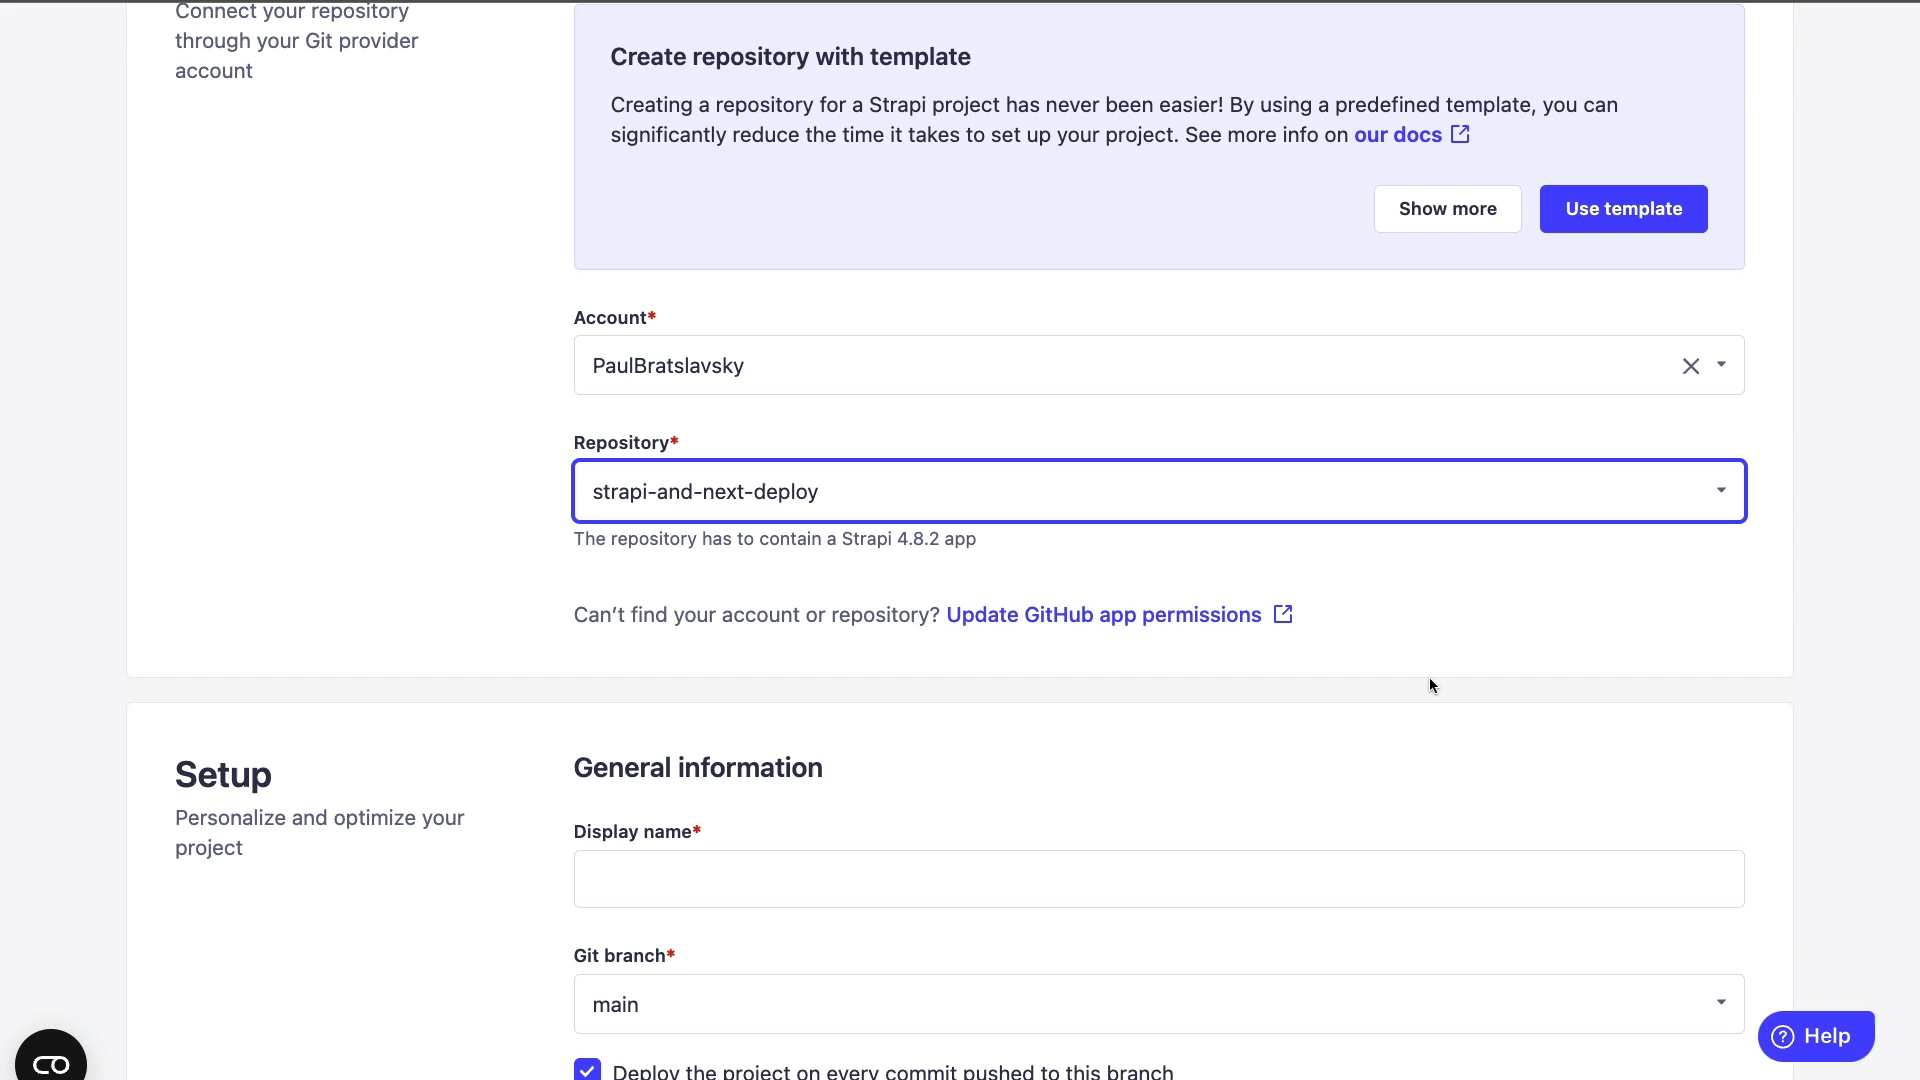 Connect your repository
through your Git provider
account
Create repository with template
Creating a repository for a Strapi project has never been easier! By using a predefined template, you can
significantly reduce the time it takes to set up your project. See more info on our docs
Show more
Use template
Account*
PaulBratslavsky
Repository*
strapi-and-next-deploy
The repository has to contain a Strapi 4.8.2 app
Can't find your account or repository? Update GitHub app permissions
Setup
Personalize and optimize your
project
General information
Display name*
Git branch*
main
Deploy the project on every commit pushed to this branch
Help